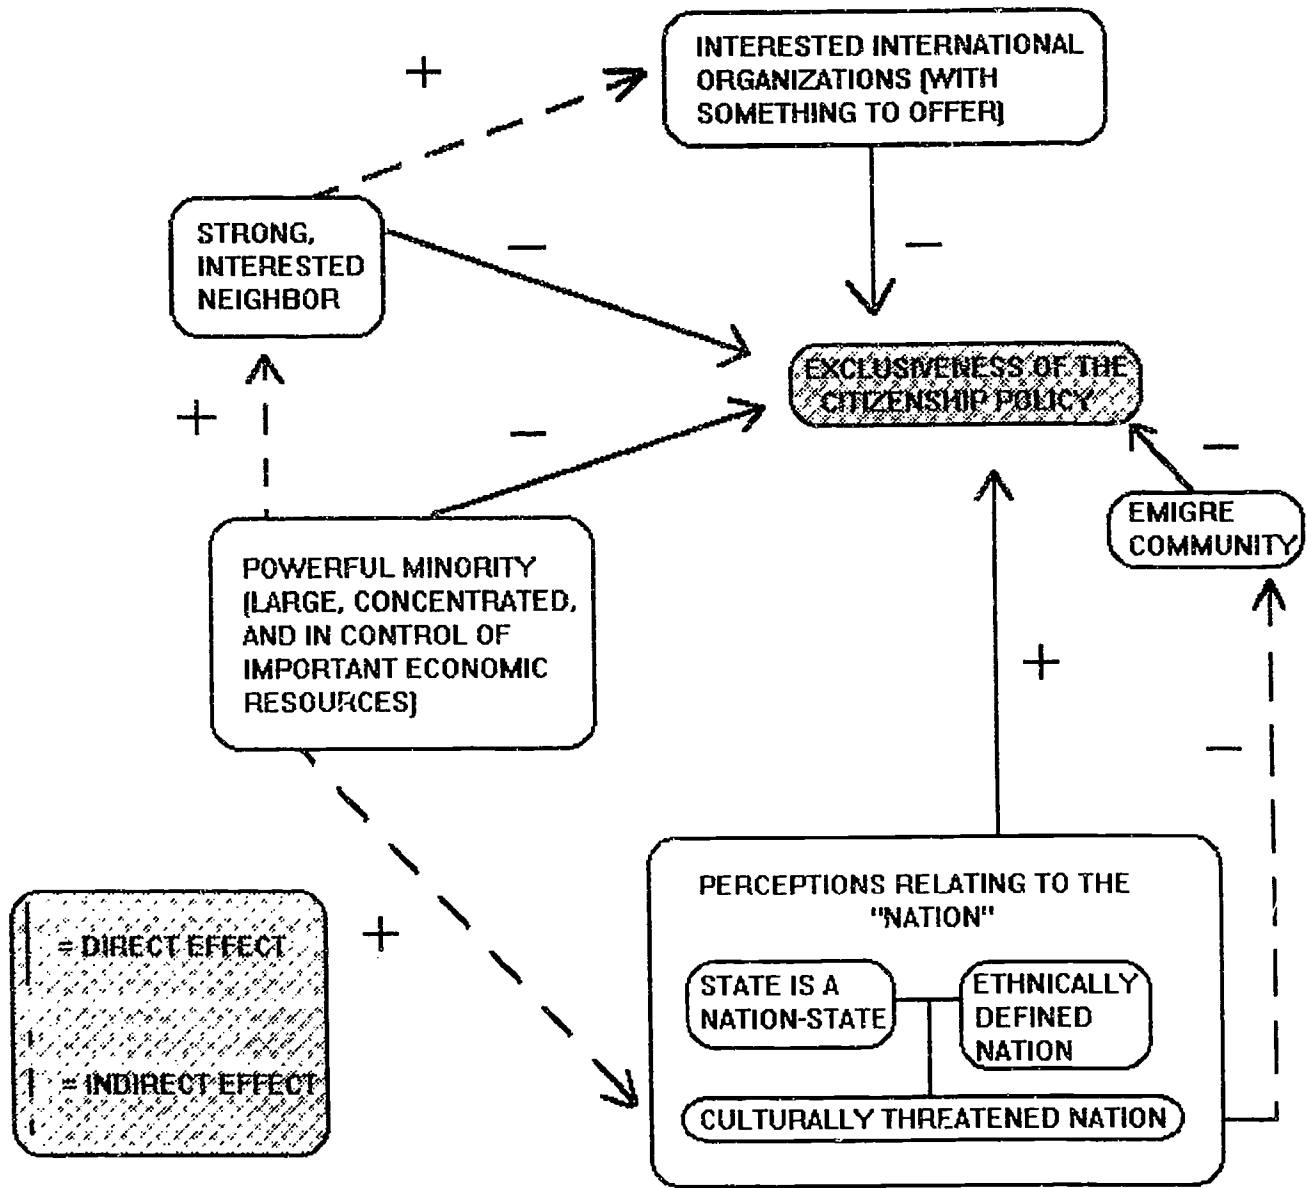 +
INTERESTED INTERNATIONAL
ORGANIZATIONS (WITH
SOMETHING TO OFFER)
STRONG,
INTERESTED
NEIGHBOR
−
−
EXCLUSIVENESS OF THE
CITIZENSHIP POLICY
+
−
−
EMIGRE
COMMUNITY
POWERFUL MINORITY
(LARGE, CONCENTRATED,
AND IN CONTROL OF
IMPORTANT ECONOMIC
RESOURCES)
+
−
PERCEPTIONS RELATING TO THE
"NATION"
STATE IS A
NATION-STATE
ETHNICALLY
DEFINED
NATION
CULTURALLY THREATENED NATION
+
= DIRECT EFFECT
= INDIRECT EFFECT